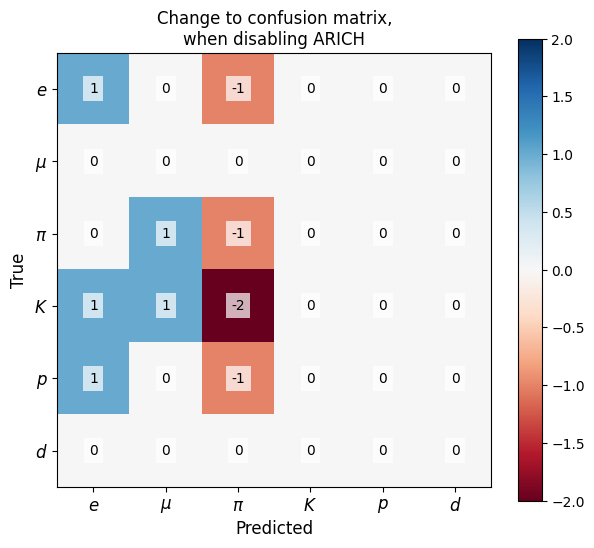 Change to confusion matrix,
when disabling ARICH
True
e 1 0 -1 0 0 0
μ 0 0 0 0 0 0
π 0 1 -1 0 0 0
K 1 1 -2 0 0 0
p 1 0 -1 0 0 0
d 0 0 0 0 0 0
e μ π K p d
Predicted
2.0
1.5
1.0
0.5
0.0
−0.5
−1.0
−1.5
−2.0